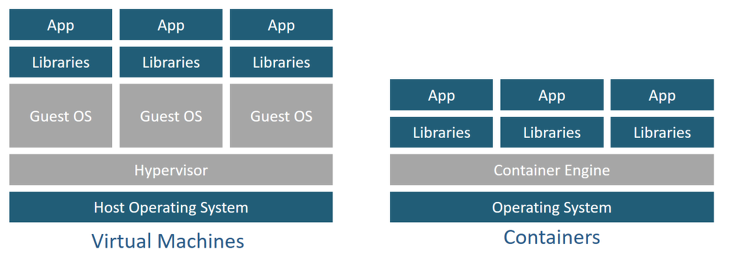 App App App
Libraries Libraries Libraries
Guest OS Guest OS Guest OS
Hypervisor
Host Operating System
Virtual Machines
App App App
Libraries Libraries Libraries
Container Engine
Operating System
Containers